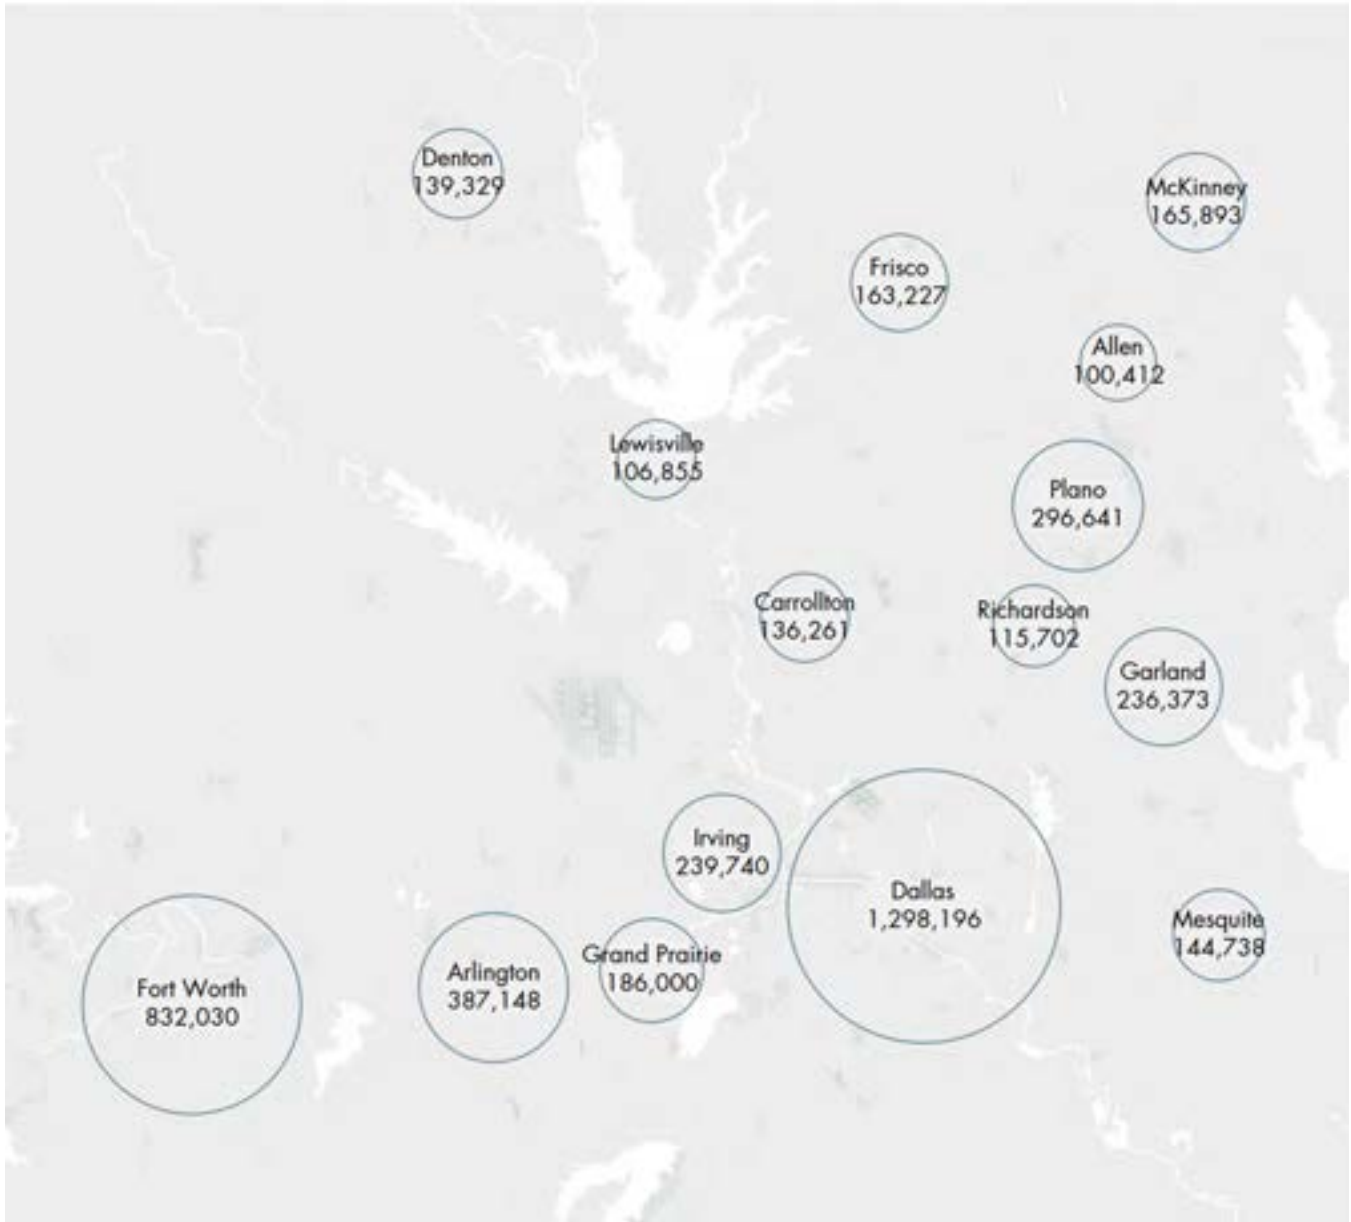 Denton
139,329
McKinney
165,893
Frisco
163,227
Allen
100,412
Lewisville
106,855
Plano
296,641
Carrollton
136,261
Richardson
115,702
Garland
236,373
Irving
239,740
Dallas
1,298,196
Mesquite
144,738
Grand Prairie
186,000
Arlington
387,148
Fort Worth
832,030